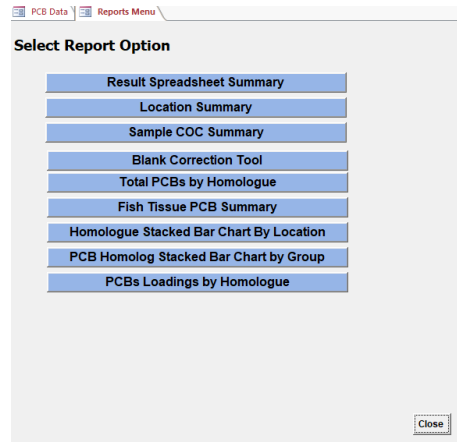 PCB Data
Reports Menu
Select Report Option
Result Spreadsheet Summary
Location Summary
Sample COC Summary
Blank Correction Tool
Total PCBs by Homologue
Fish Tissue PCB Summary
Homologue Stacked Bar Chart By Location
PCB Homolog Stacked Bar Chart by Group
PCBs Loadings by Homologue
Close